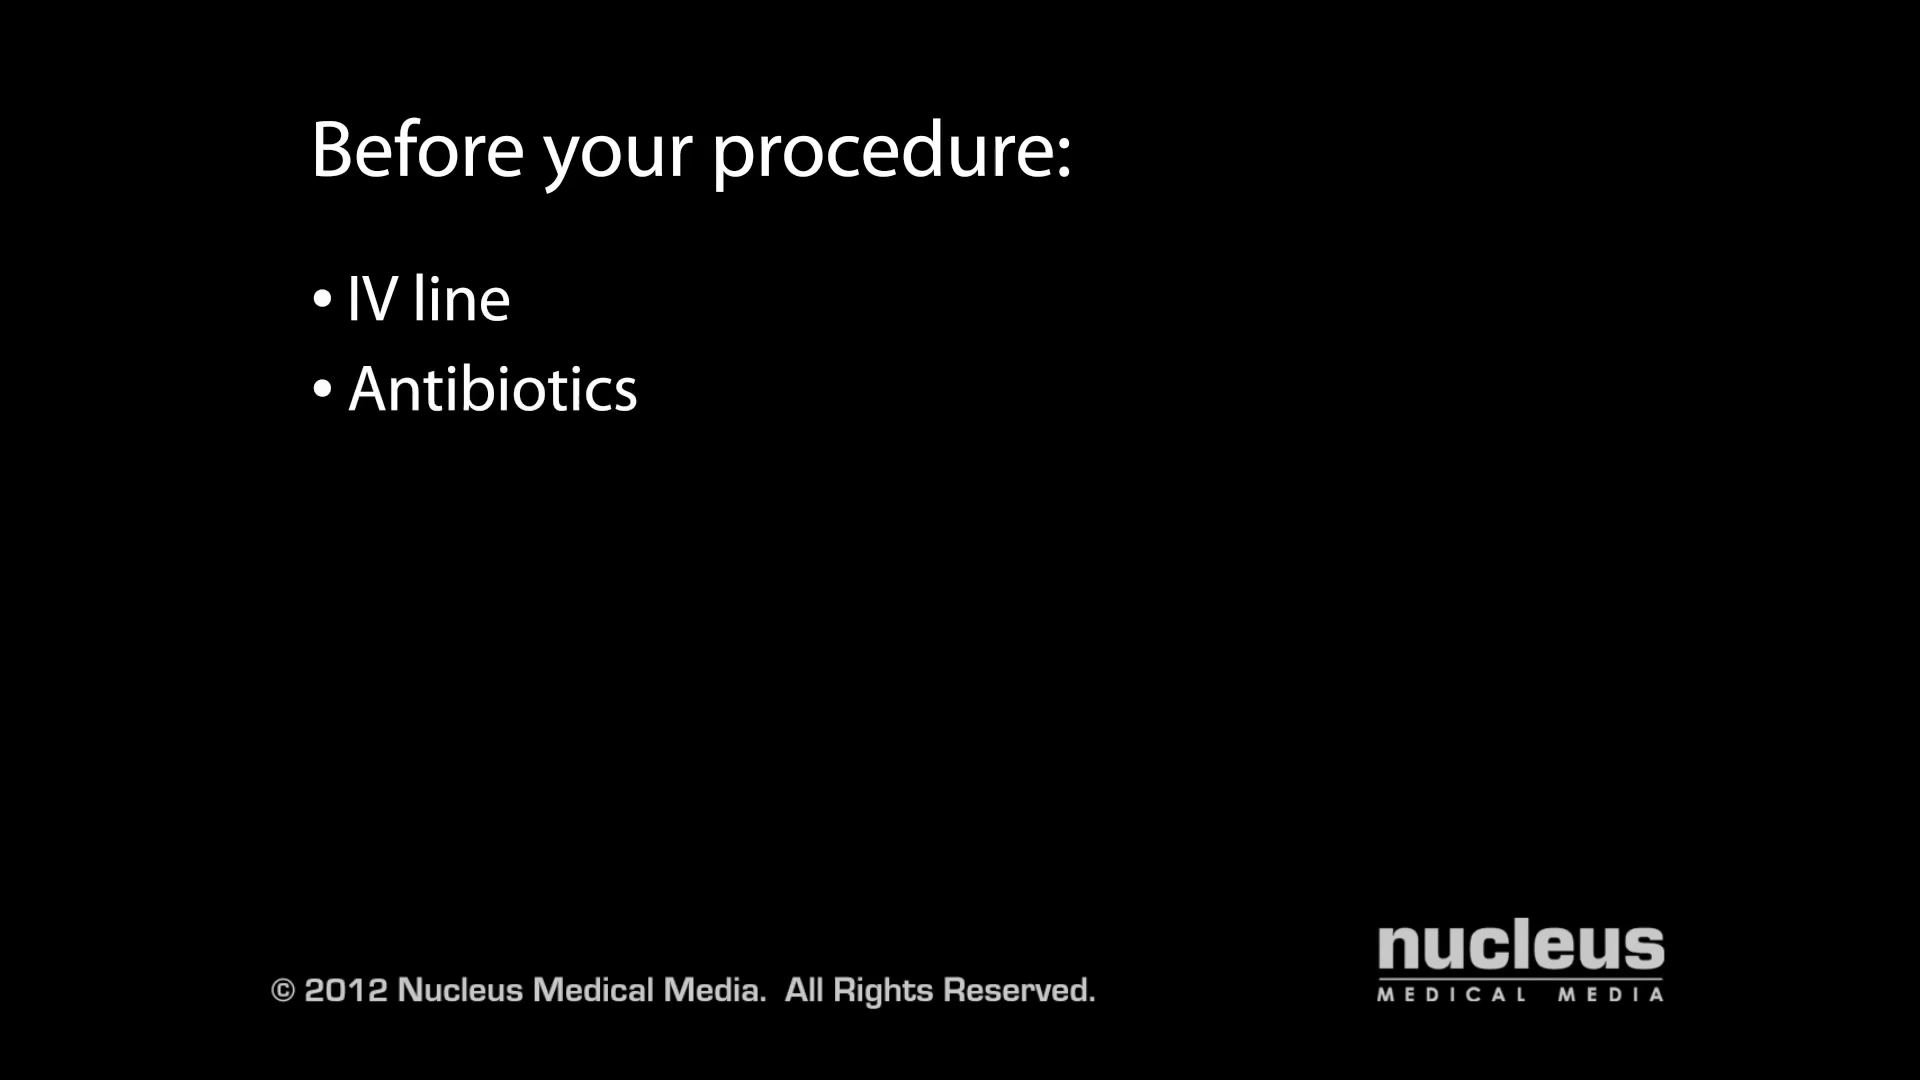 Before your procedure:
• IV line
• Antibiotics
© 2012 Nucleus Medical Media.  All Rights Reserved.
nucleus
MEDICAL MEDIA